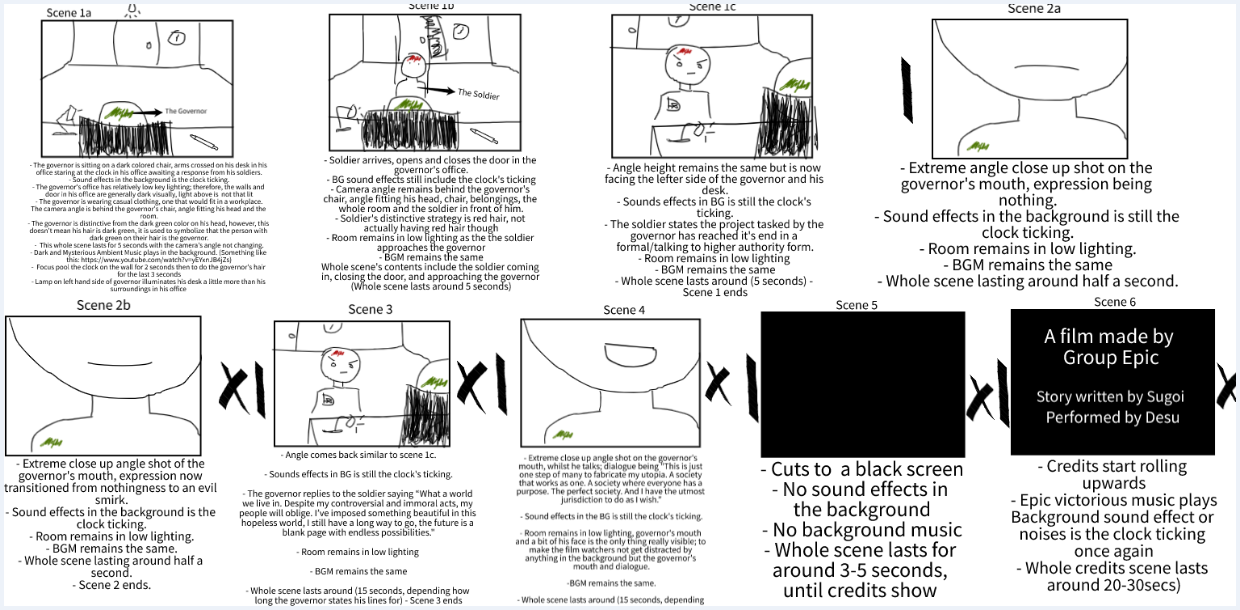 Scene 1a
The Governor
- The governor is sitting on a dark colored chair, arms crossed on his desk in his
office staring at the clock in his office awaiting a response from his soldiers.
- Sound effects in the background is the clock ticking.
- The governor's office has relatively low key lighting; therefore, the walls and
door in his office are generally dark visually, light above is not that lit
- The governor is wearing casual clothing, one that would fit in a workplace.
The camera angle is behind the governor's chair, angle fitting his head and the
room.
- The governor is distinctive from the dark green color on his head, however, this
doesn't mean his hair is dark green, it is used to symbolize that the person with
dark green on their hair is the governor.
- This whole scene lasts for 5 seconds with the camera's angle not changing.
- Dark and Mysterious Ambient Music plays in the background. (Something like
- Focus pool the clock on the wall for 2 seconds then to do the governor's hair
for the last 3 seconds
- Lamp on left hand side of governor illuminates his desk a little more than his
surroundings in his office
Scene 1b
The Soldier
- Soldier arrives, opens and closes the door in the
governor's office.
- BG sound effects still include the clock's ticking
- Camera angle remains behind the governor's
chair, angle fitting his head, chair, belongings, the
whole room and the soldier in front of him.
- Soldier's distinctive strategy is red hair, not
actually having red hair though
- Room remains in low lighting as the the soldier
approaches the governor
- BGM remains the same
Whole scene's contents include the soldier coming
in, closing the door, and approaching the governor
(Whole scene lasts around 5 seconds)
Scene 1c
- Angle height remains the same but is now
facing the lefter side of the governor and his
desk.
- Sounds effects in BG is still the clock's
ticking.
- The soldier states the project tasked by the
governor has reached it's end in a
formal/talking to higher authority form.
- Room remains in low lighting
- BGM remains the same
- Whole scene lasts around (5 seconds) -
Scene 1 ends
Scene 2a
- Extreme angle close up shot on the
governor's mouth, expression being
nothing.
- Sound effects in the background is still the
clock ticking.
- Room remains in low lighting.
- BGM remains the same
- Whole scene lasting around half a second.
Scene 2b
- Extreme close up angle shot of the
governor's mouth, expression now
transitioned from nothingness to an evil
smirk.
- Sound effects in the background is the
clock ticking.
- Room remains in low lighting.
- BGM remains the same.
- Whole scene lasting around half a
second.
- Scene 2 ends.
Scene 3
- Angle comes back similar to scene 1c.
- Sounds effects in BG is still the clock's ticking.
- The governor replies to the soldier saying "What a world
we live in. Despite my controversial and immoral acts, my
people will oblige. I've imposed something beautiful in this
hopeless world, I still have a long way to go, the future is a
blank page with endless possibilities."
- Room remains in low lighting
- BGM remains the same
- Whole scene lasts around (15 seconds, depending how
long the governor states his lines for) - Scene 3 ends
Scene 4
- Extreme close up angle shot on the governor's
mouth, whilst he talks; dialogue being "This is just
one step of many to fabricate my utopia. A society
that works as one. A society where everyone has a
purpose. The perfect society. And I have the utmost
jurisdiction to do as I wish."
- Sound effects in the BG is still the clock's ticking.
- Room remains in low lighting, governor's mouth
and a bit of his face is the only thing really visible; to
make the film watchers not get distracted by
anything in the background but the governor's
mouth and dialogue.
-BGM remains the same.
- Whole scene lasts around (15 seconds, depending
Scene 5
- Cuts to a black screen
- No sound effects in
the background
- No background music
- Whole scene lasts for
around 3-5 seconds,
until credits show
Scene 6
A film made by
Group Epic
Story written by Sugoi
Performed by Desu
- Credits start rolling
upwards
- Epic victorious music plays
Background sound effect or
noises is the clock ticking
once again
- Whole credits scene lasts
around 20-30secs)